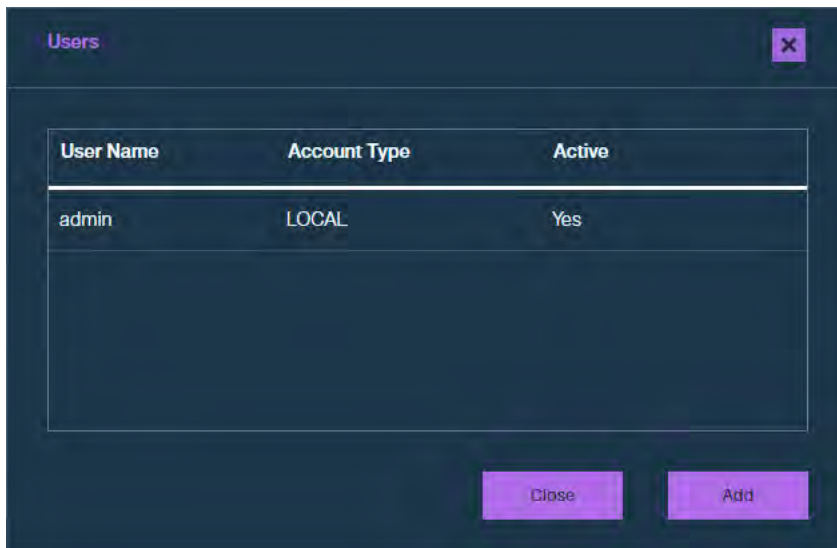 Users
User Name Account Type Active
admin LOCAL Yes
Close Add